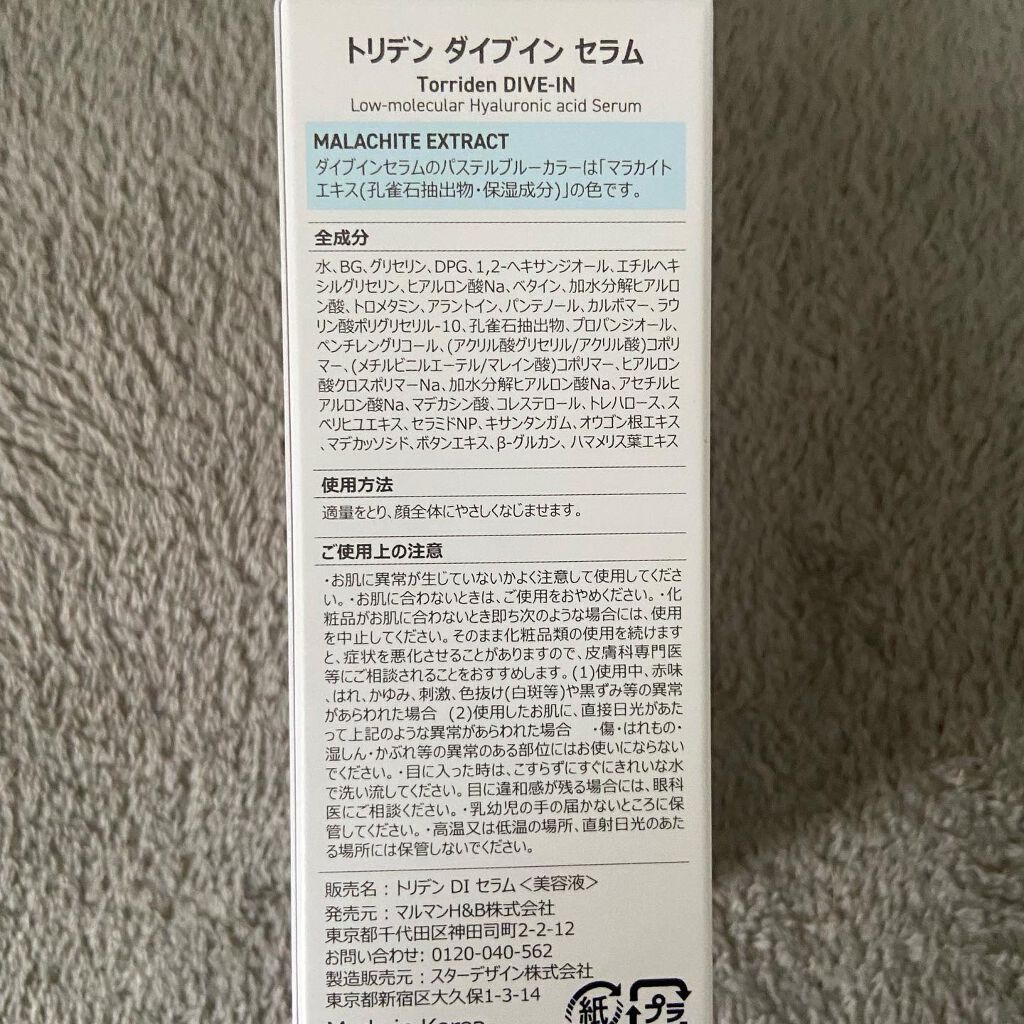 トリデン ダイブイン セラム
Torriden DIVE-IN
Low-molecular Hyaluronic acid Serum
MALACHITE EXTRACT
ダイブインセラムのパステルブルーカラーは「マラカイト
エキス(孔雀石抽出物・保湿成分)」の色です。
全成分
水、BG、グリセリン、DPG、1,2-ヘキサンジオール、エチルヘキ
シルグリセリン、ヒアルロン酸Na、ベタイン、加水分解ヒアルロ
ン酸、トロメタミン、アラントイン、パンテノール、カルボマー、ラウ
リン酸ポリグリセリル-10、孔雀石抽出物、プロパンジオール、
ペンチレングリコール、(アクリル酸グリセリル/アクリル酸)コポリ
マー、(メチルビニルエーテル/マレイン酸)コポリマー、ヒアルロン
酸クロスポリマーNa、加水分解ヒアルロン酸Na、アセチルヒ
アルロン酸Na、マデカシン酸、コレステロール、トレハロース、ス
ベリヒユエキス、セラミドNP、キサンタンガム、オウゴン根エキス
、マデカッソシド、ボタンエキス、β-グルカン、ハマメリス葉エキス
使用方法
適量をとり、顔全体にやさしくなじませます。
ご使用上の注意
・お肌に異常が生じていないかよく注意して使用してくださ
い。・お肌に合わないときは、ご使用をおやめください。・化
粧品がお肌に合わないとき即ち次のような場合には、使用
を中止してください。そのまま化粧品類の使用を続けます
と、症状を悪化させることがありますので、皮膚科専門医
等にご相談されることをおすすめします。(1)使用中、赤味
、はれ、かゆみ、刺激、色抜け(白斑等)や黒ずみ等の異常
があらわれた場合 (2)使用したお肌に、直接日光があた
って上記のような異常があらわれた場合 ・傷・はれもの・
湿しん・かぶれ等の異常のある部位にはお使いにならない
でください。・目に入った時は、こすらずにすぐにきれいな水
で洗い流してください。目に違和感が残る場合には、眼科
医にご相談ください。・乳幼児の手の届かないところに保
管してください。・高温又は低温の場所、直射日光のあた
る場所には保管しないでください。
販売名：トリデン DI セラム<美容液>
発売元：マルマンH&B株式会社
東京都千代田区神田司町2-2-12
お問い合わせ: 0120-040-562
製造販売元：スターデザイン株式会社
東京都新宿区大久保1-3-14
Made in Korea
紙
プラ